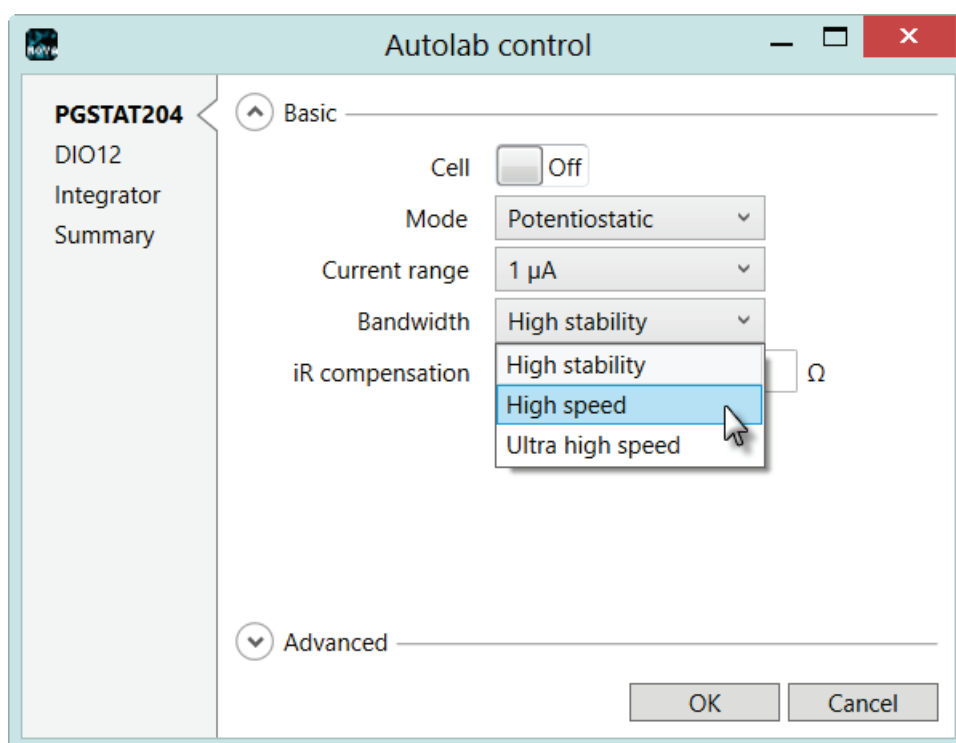 Autolab control
PGSTAT204
DIO12
Integrator
Summary
Basic
Cell Off
Mode Potentiostatic
Current range 1 µA
Bandwidth High stability
iR compensation Ω
High stability
High speed
Ultra high speed
Advanced
OK Cancel